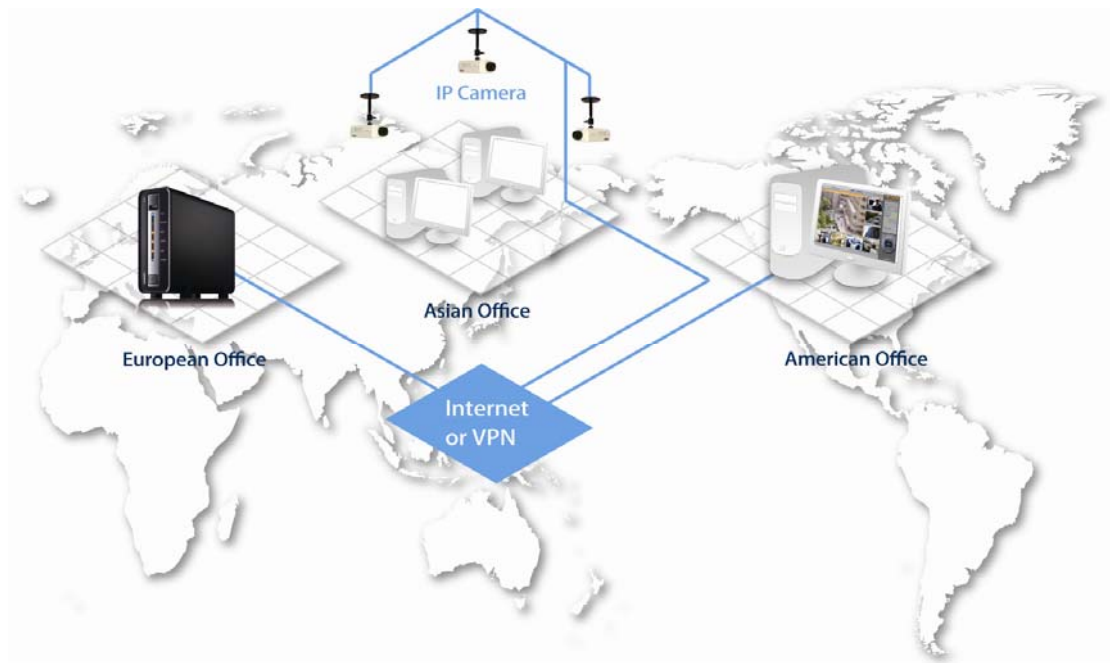 IP Camera
Asian Office
European Office
American Office
Internet
or VPN